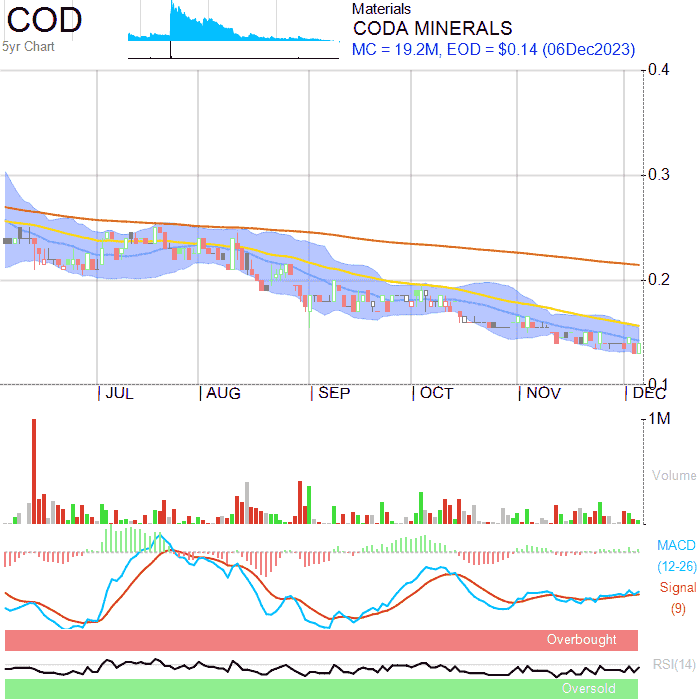 COD
5yr Chart
Materials
CODA MINERALS
MC = 19.2M, EOD = $0.14 (06Dec2023)
0.4
0.3
0.2
0.1
JUL AUG SEP OCT NOV DEC
1M
Volume
MACD
(12-26)
Signal
(9)
Overbought
RSI(14)
Oversold